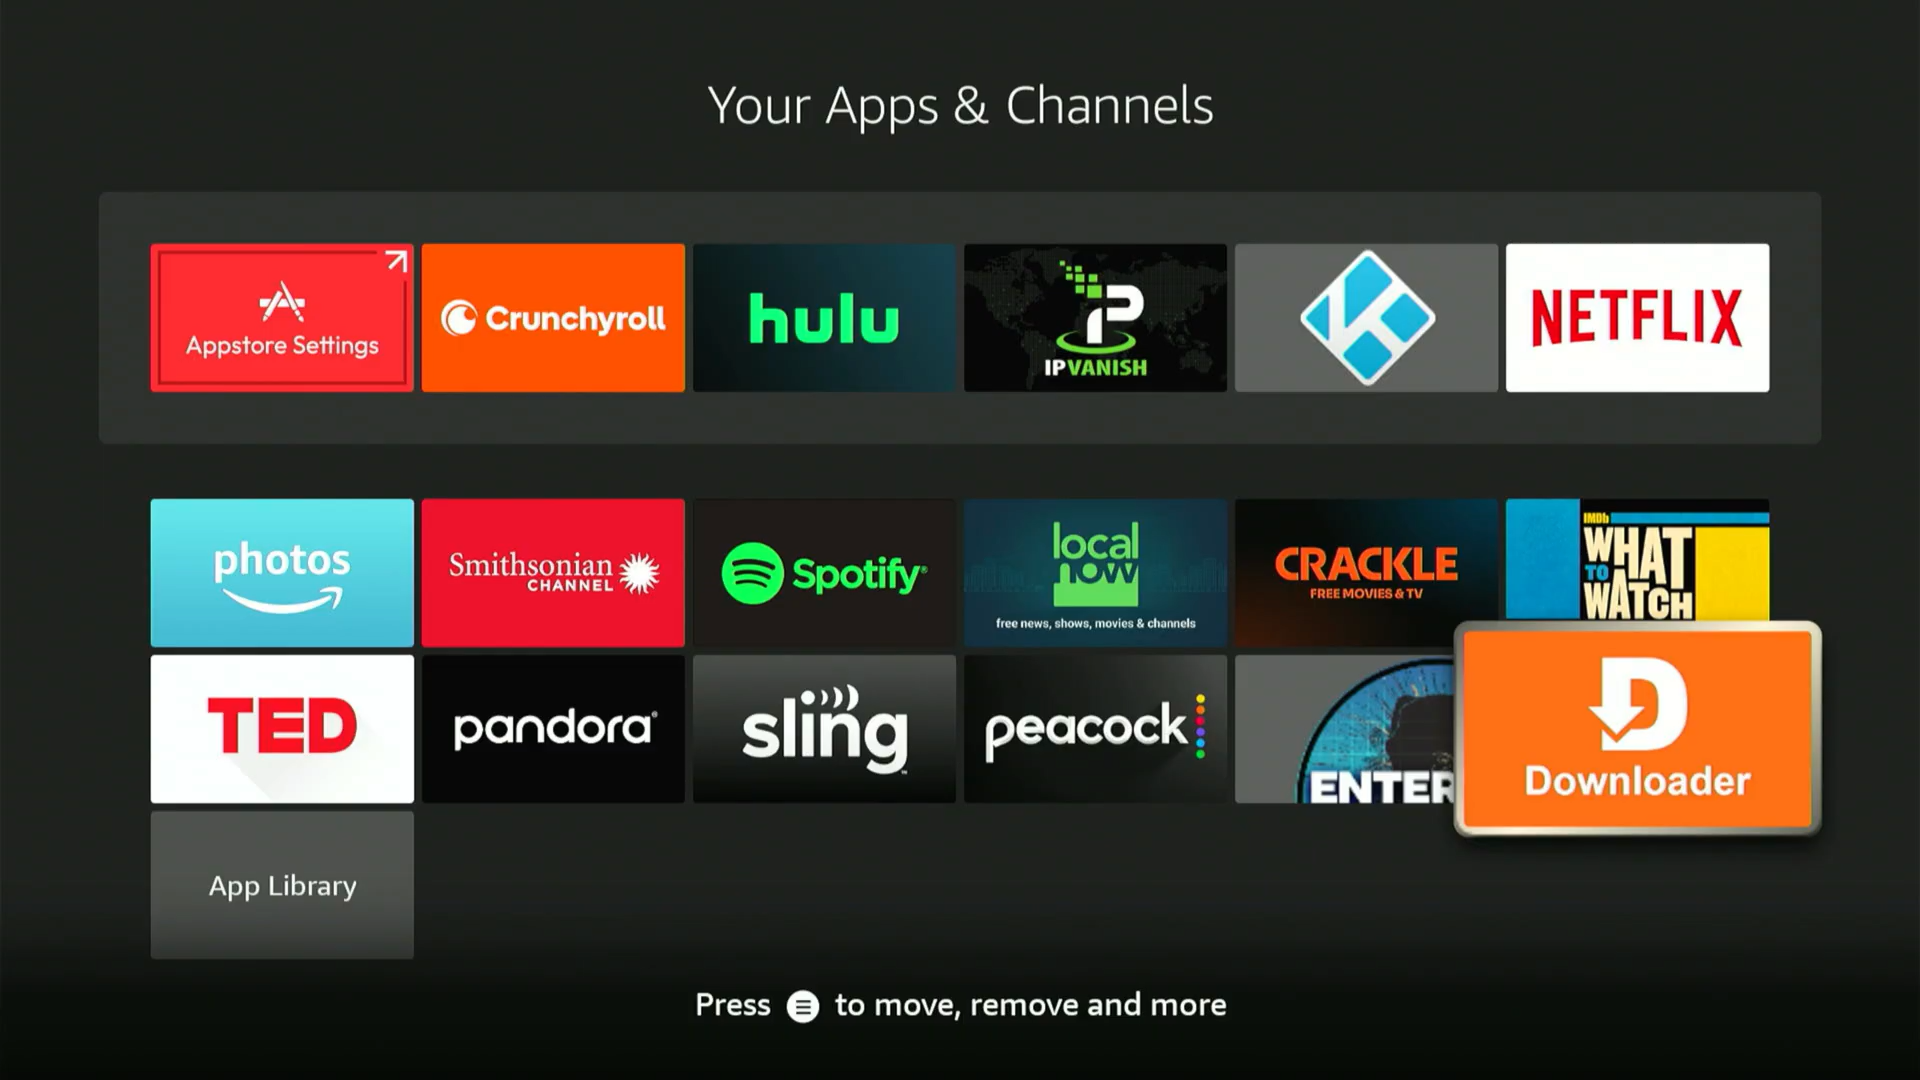 Your Apps & Channels
Appstore Settings
Crunchyroll
hulu
IPVANISH
NETFLIX
photos
Smithsonian
CHANNEL
Spotify®
local
now
free news, shows, movies & channels
CRACKLE
FREE MOVIES & TV
IMDb
WHAT
TO
WATCH
TED
pandora®
sling™
peacock
ENTER
Downloader
App Library
Press to move, remove and more